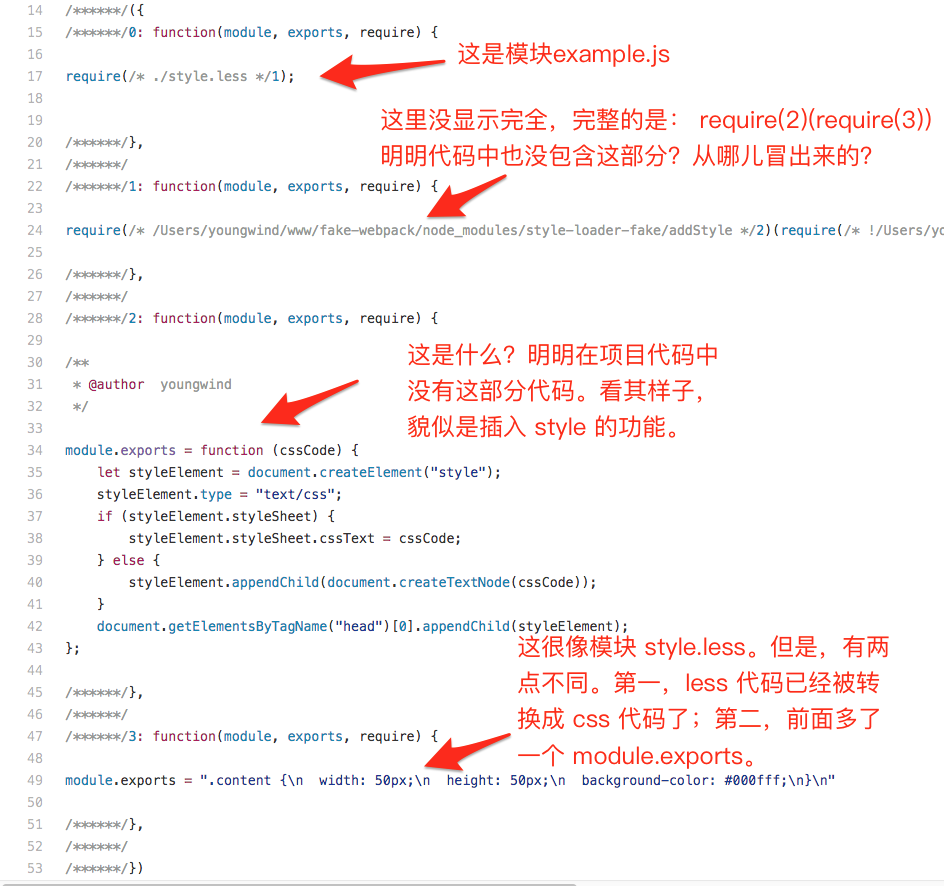 14 /******/({
15 /******/0: function(module, exports, require) {
16
这是模块example.js
17 require(/* ./style.less */1);
18
19
这里没显示完全，完整的是： require(2)(require(3))
明明代码中也没包含这部分？从哪儿冒出来的？
20 /******/},
21 /******/
22 /******/1: function(module, exports, require) {
23
24 require(/* /Users/youngwind/www/fake-webpack/node_modules/style-loader-fake/addStyle */2)(require(/* !/Users/yo
25
26 /******/},
27 /******/
28 /******/2: function(module, exports, require) {
29
这是什么？明明在项目代码中
没有这部分代码。看其样子，
貌似是插入 style 的功能。
30 /**
31 * @author youngwind
32 */
33
34 module.exports = function (cssCode) {
35 let styleElement = document.createElement("style");
36 styleElement.type = "text/css";
37 if (styleElement.styleSheet) {
38 styleElement.styleSheet.cssText = cssCode;
39 } else {
40 styleElement.appendChild(document.createTextNode(cssCode));
41 }
42 document.getElementsByTagName("head")[0].appendChild(styleElement);
43 };
44
这很像模块 style.less。但是，有两
点不同。第一，less 代码已经被转
换成 css 代码了；第二，前面多了
一个 module.exports。
45 /******/},
46 /******/
47 /******/3: function(module, exports, require) {
48
49 module.exports = ".content {\n  width: 50px;\n  height: 50px;\n  background-color: #000fff;\n}\n"
50
51 /******/},
52 /******/
53 /******/})